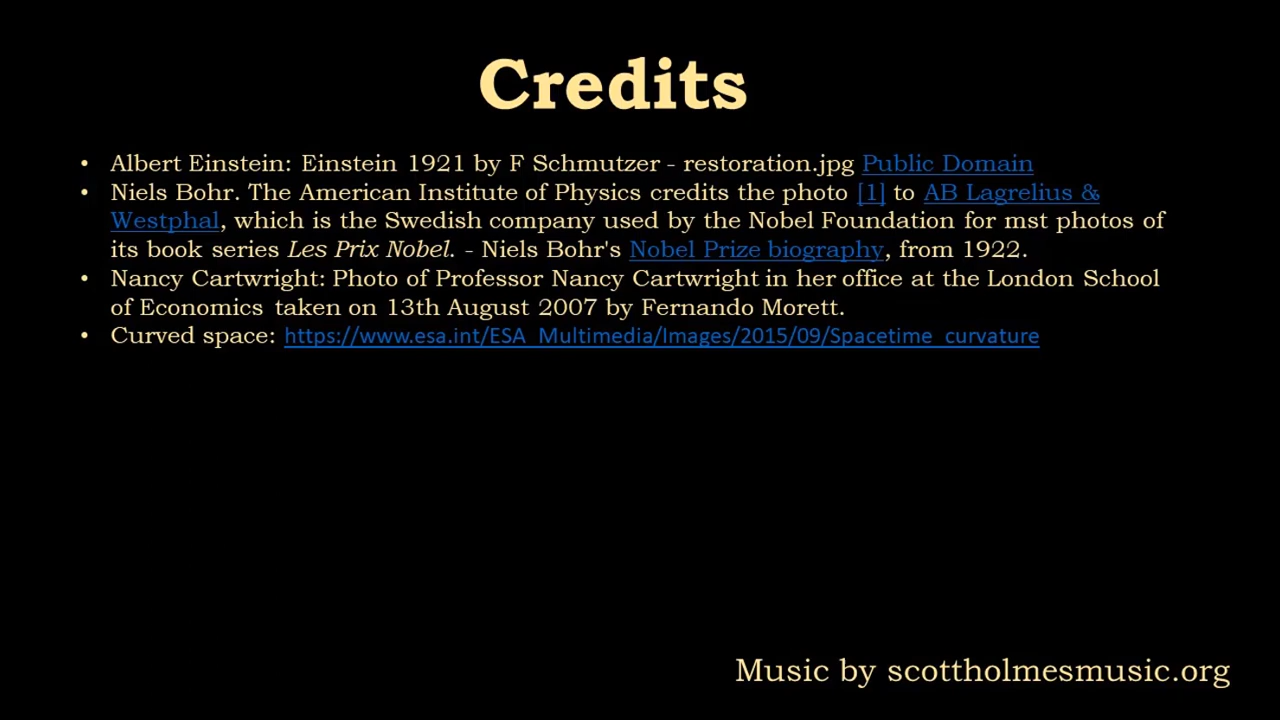 Credits
• Albert Einstein: Einstein 1921 by F Schmutzer - restoration.jpg Public Domain
• Niels Bohr. The American Institute of Physics credits the photo [1] to AB Lagrelius &
Westphal, which is the Swedish company used by the Nobel Foundation for mst photos of
its book series Les Prix Nobel. - Niels Bohr's Nobel Prize biography, from 1922.
• Nancy Cartwright: Photo of Professor Nancy Cartwright in her office at the London School
of Economics taken on 13th August 2007 by Fernando Morett.
• Curved space: https://www.esa.int/ESA_Multimedia/Images/2015/09/Spacetime_curvature
Music by scottholmesmusic.org